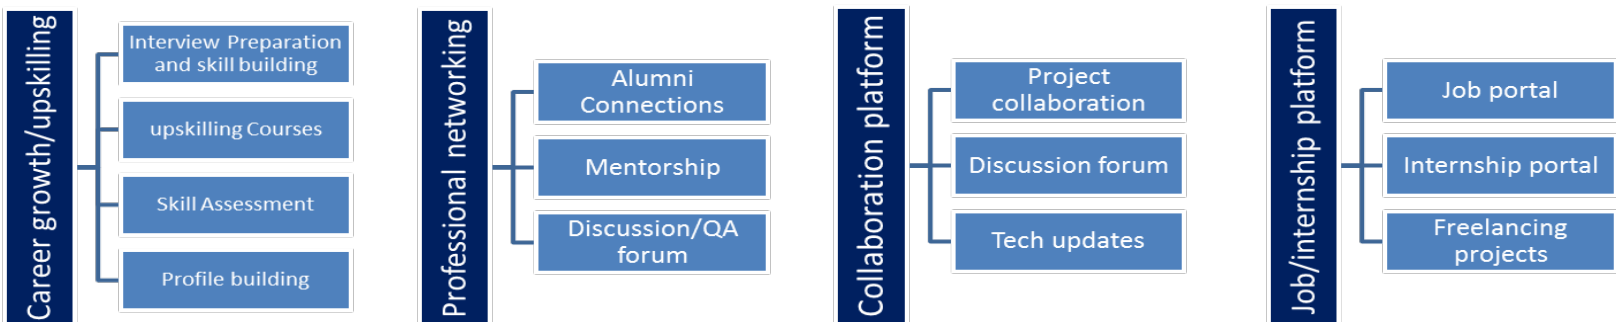 Career growth/upskilling
Interview Preparation
and skill building
upskilling Courses
Skill Assessment
Profile building
Professional networking
Alumni
Connections
Mentorship
Discussion/QA
forum
Collaboration platform
Project
collaboration
Discussion forum
Tech updates
Job/internship platform
Job portal
Internship portal
Freelancing
projects